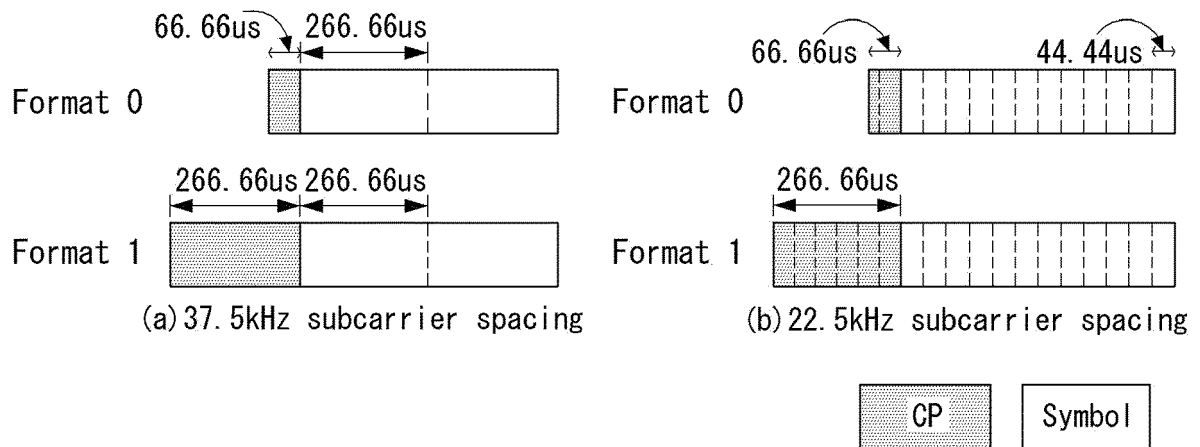 66.66us 266.66us
Format 0
266.66us 266.66us
Format 1
(a)37.5kHz subcarrier spacing
66.66us
44.44us
Format 0
266.66us
Format 1
(b)22.5kHz subcarrier spacing
CP
Symbol